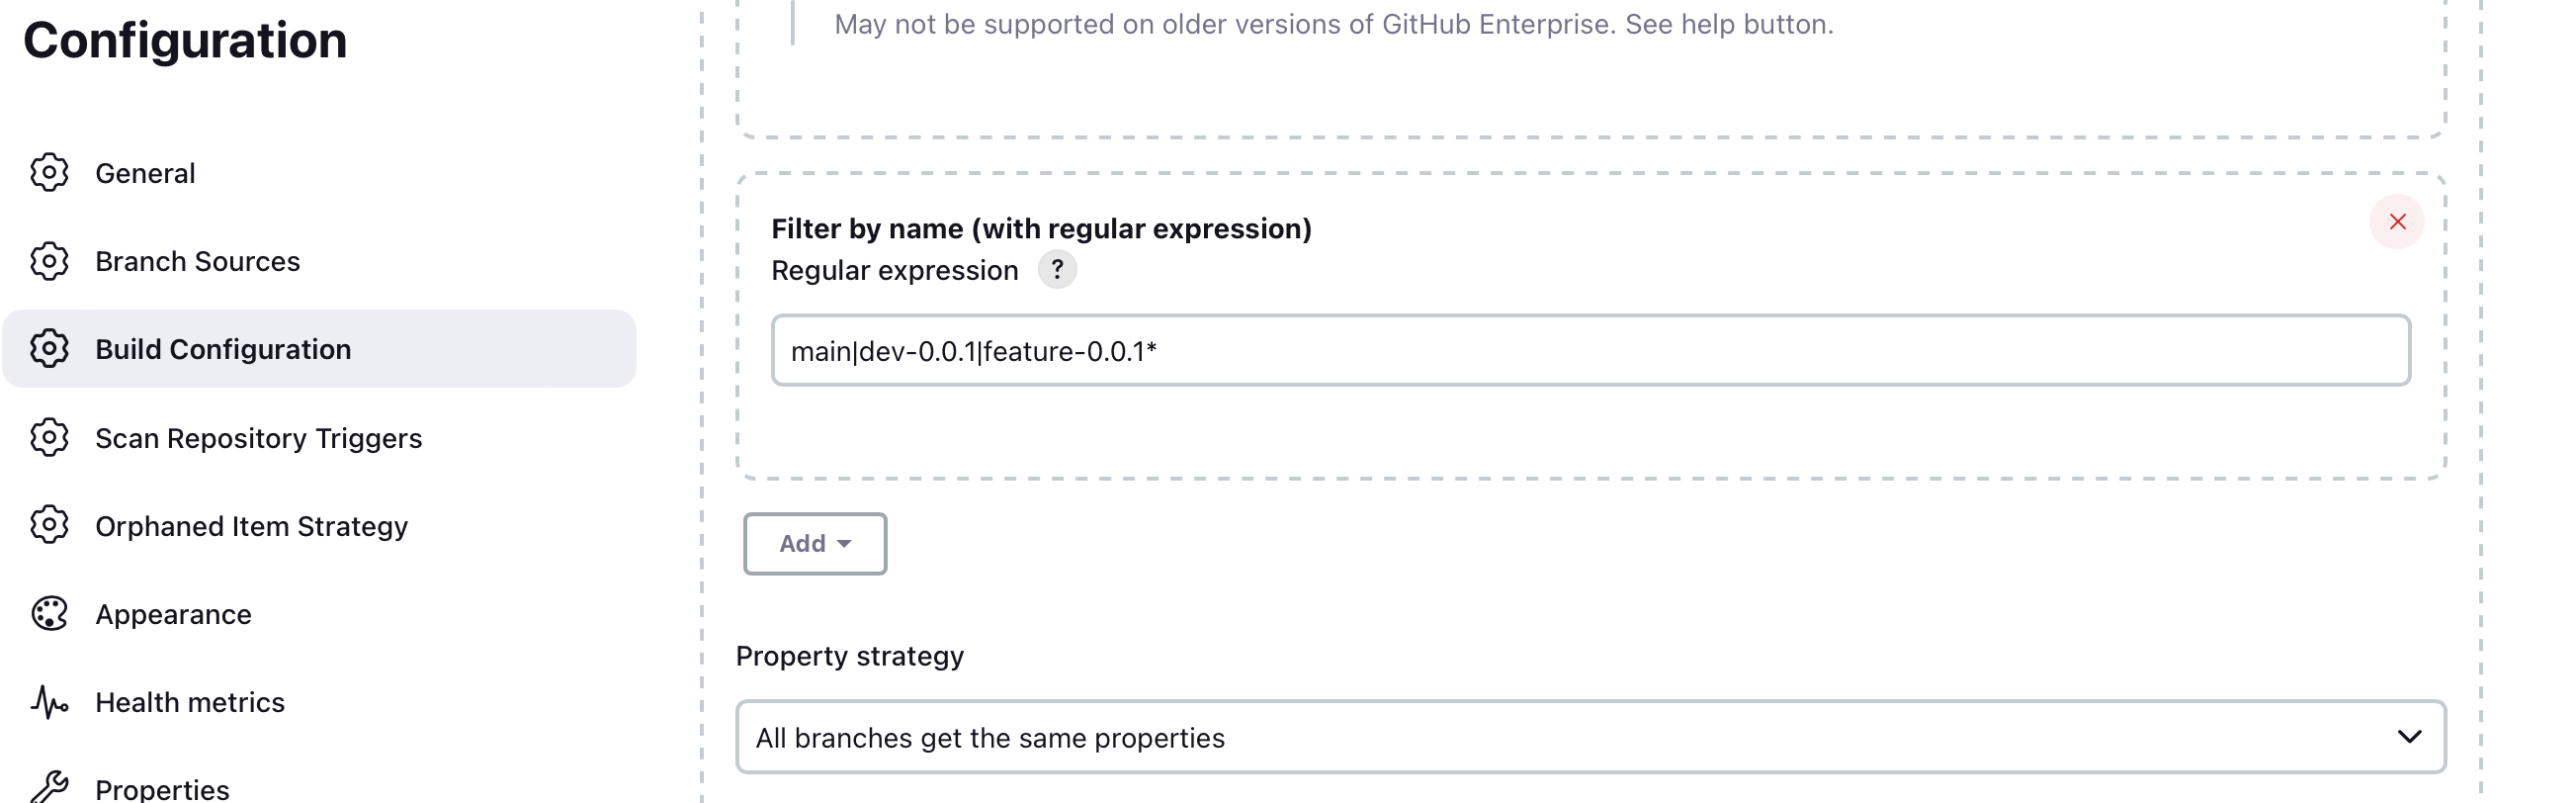 Configuration
General
Branch Sources
Build Configuration
Scan Repository Triggers
Orphaned Item Strategy
Appearance
Health metrics
Properties
May not be supported on older versions of GitHub Enterprise. See help button.
Filter by name (with regular expression)
Regular expression ?
main|dev-0.0.1|feature-0.0.1*
Add
Property strategy
All branches get the same properties